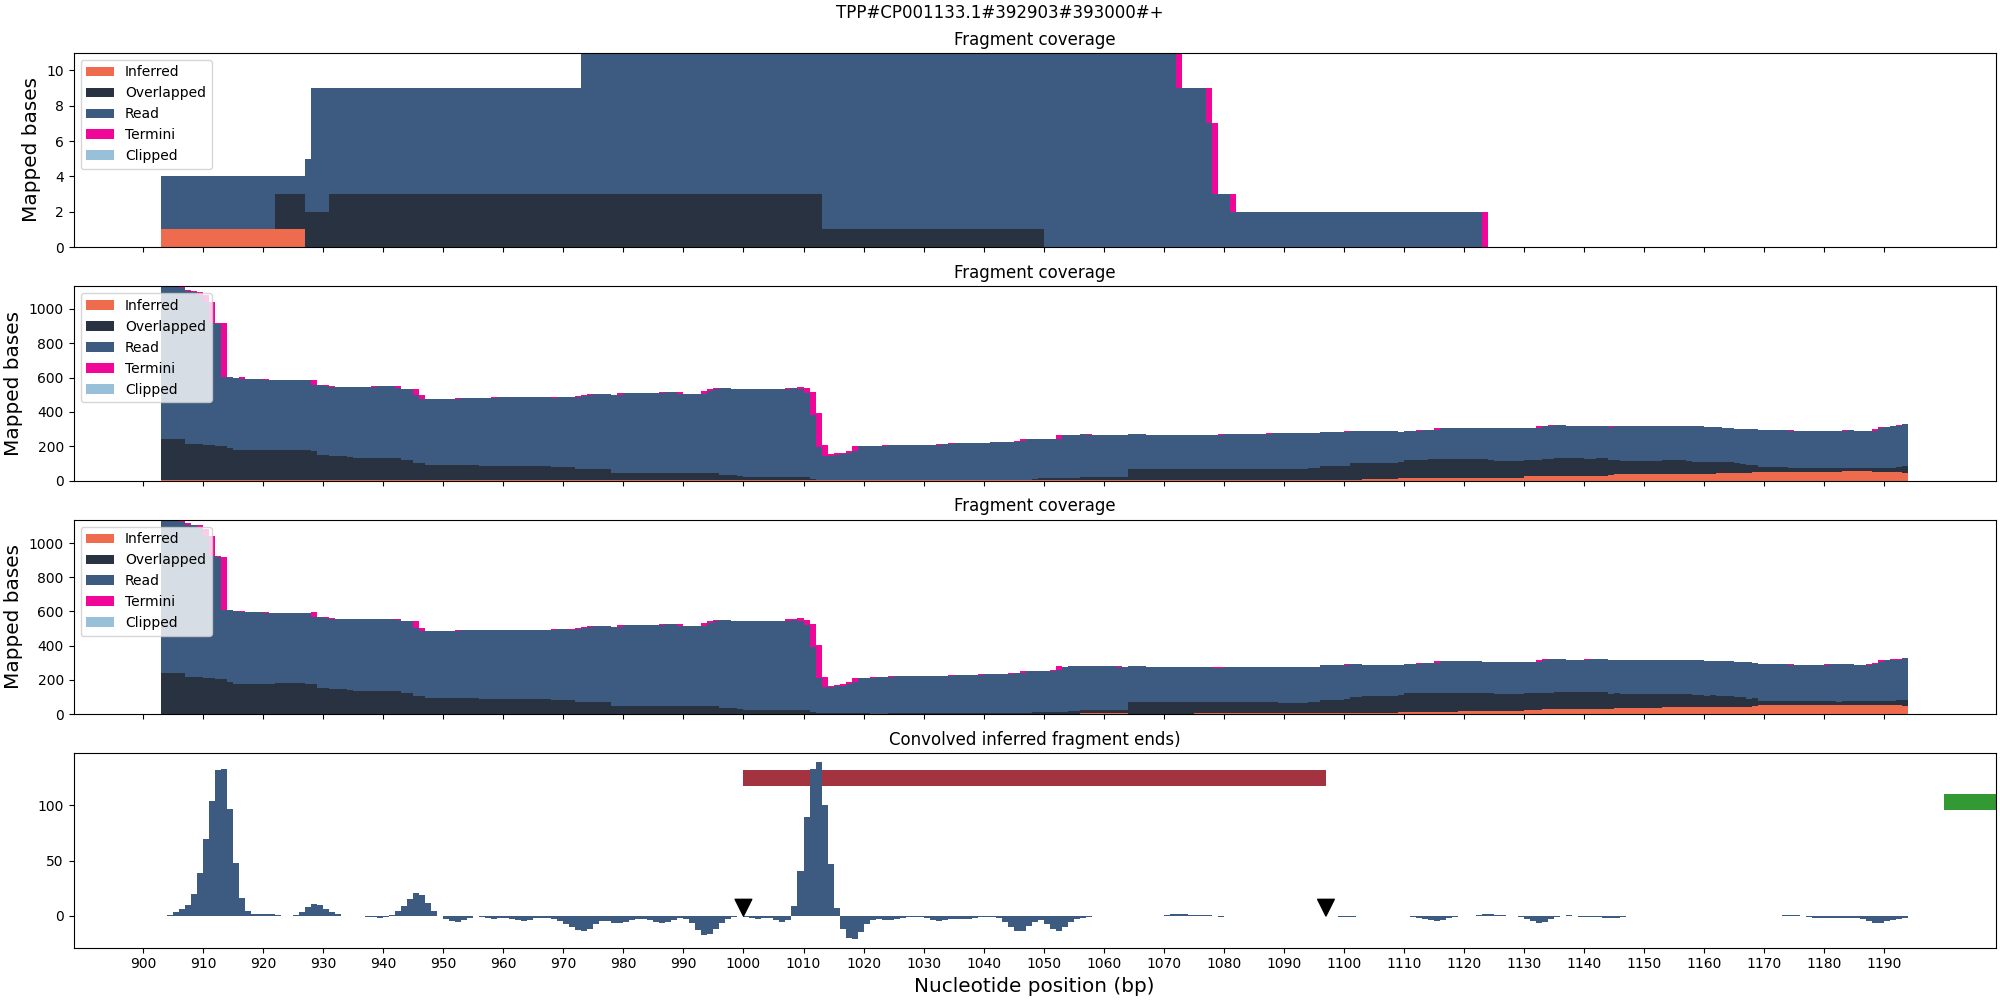 TPP#CP001133.1#392903#393000#+
Fragment coverage
Mapped bases
10
8
6
4
2
0
Inferred
Overlapped
Read
Termini
Clipped
Fragment coverage
Mapped bases
1000
800
600
400
200
0
Inferred
Overlapped
Read
Termini
Clipped
Fragment coverage
Mapped bases
1000
800
600
400
200
0
Inferred
Overlapped
Read
Termini
Clipped
Convolved inferred fragment ends)
100
50
0
900 910 920 930 940 950 960 970 980 990 1000 1010 1020 1030 1040 1050 1060 1070 1080 1090 1100 1110 1120 1130 1140 1150 1160 1170 1180 1190
Nucleotide position (bp)